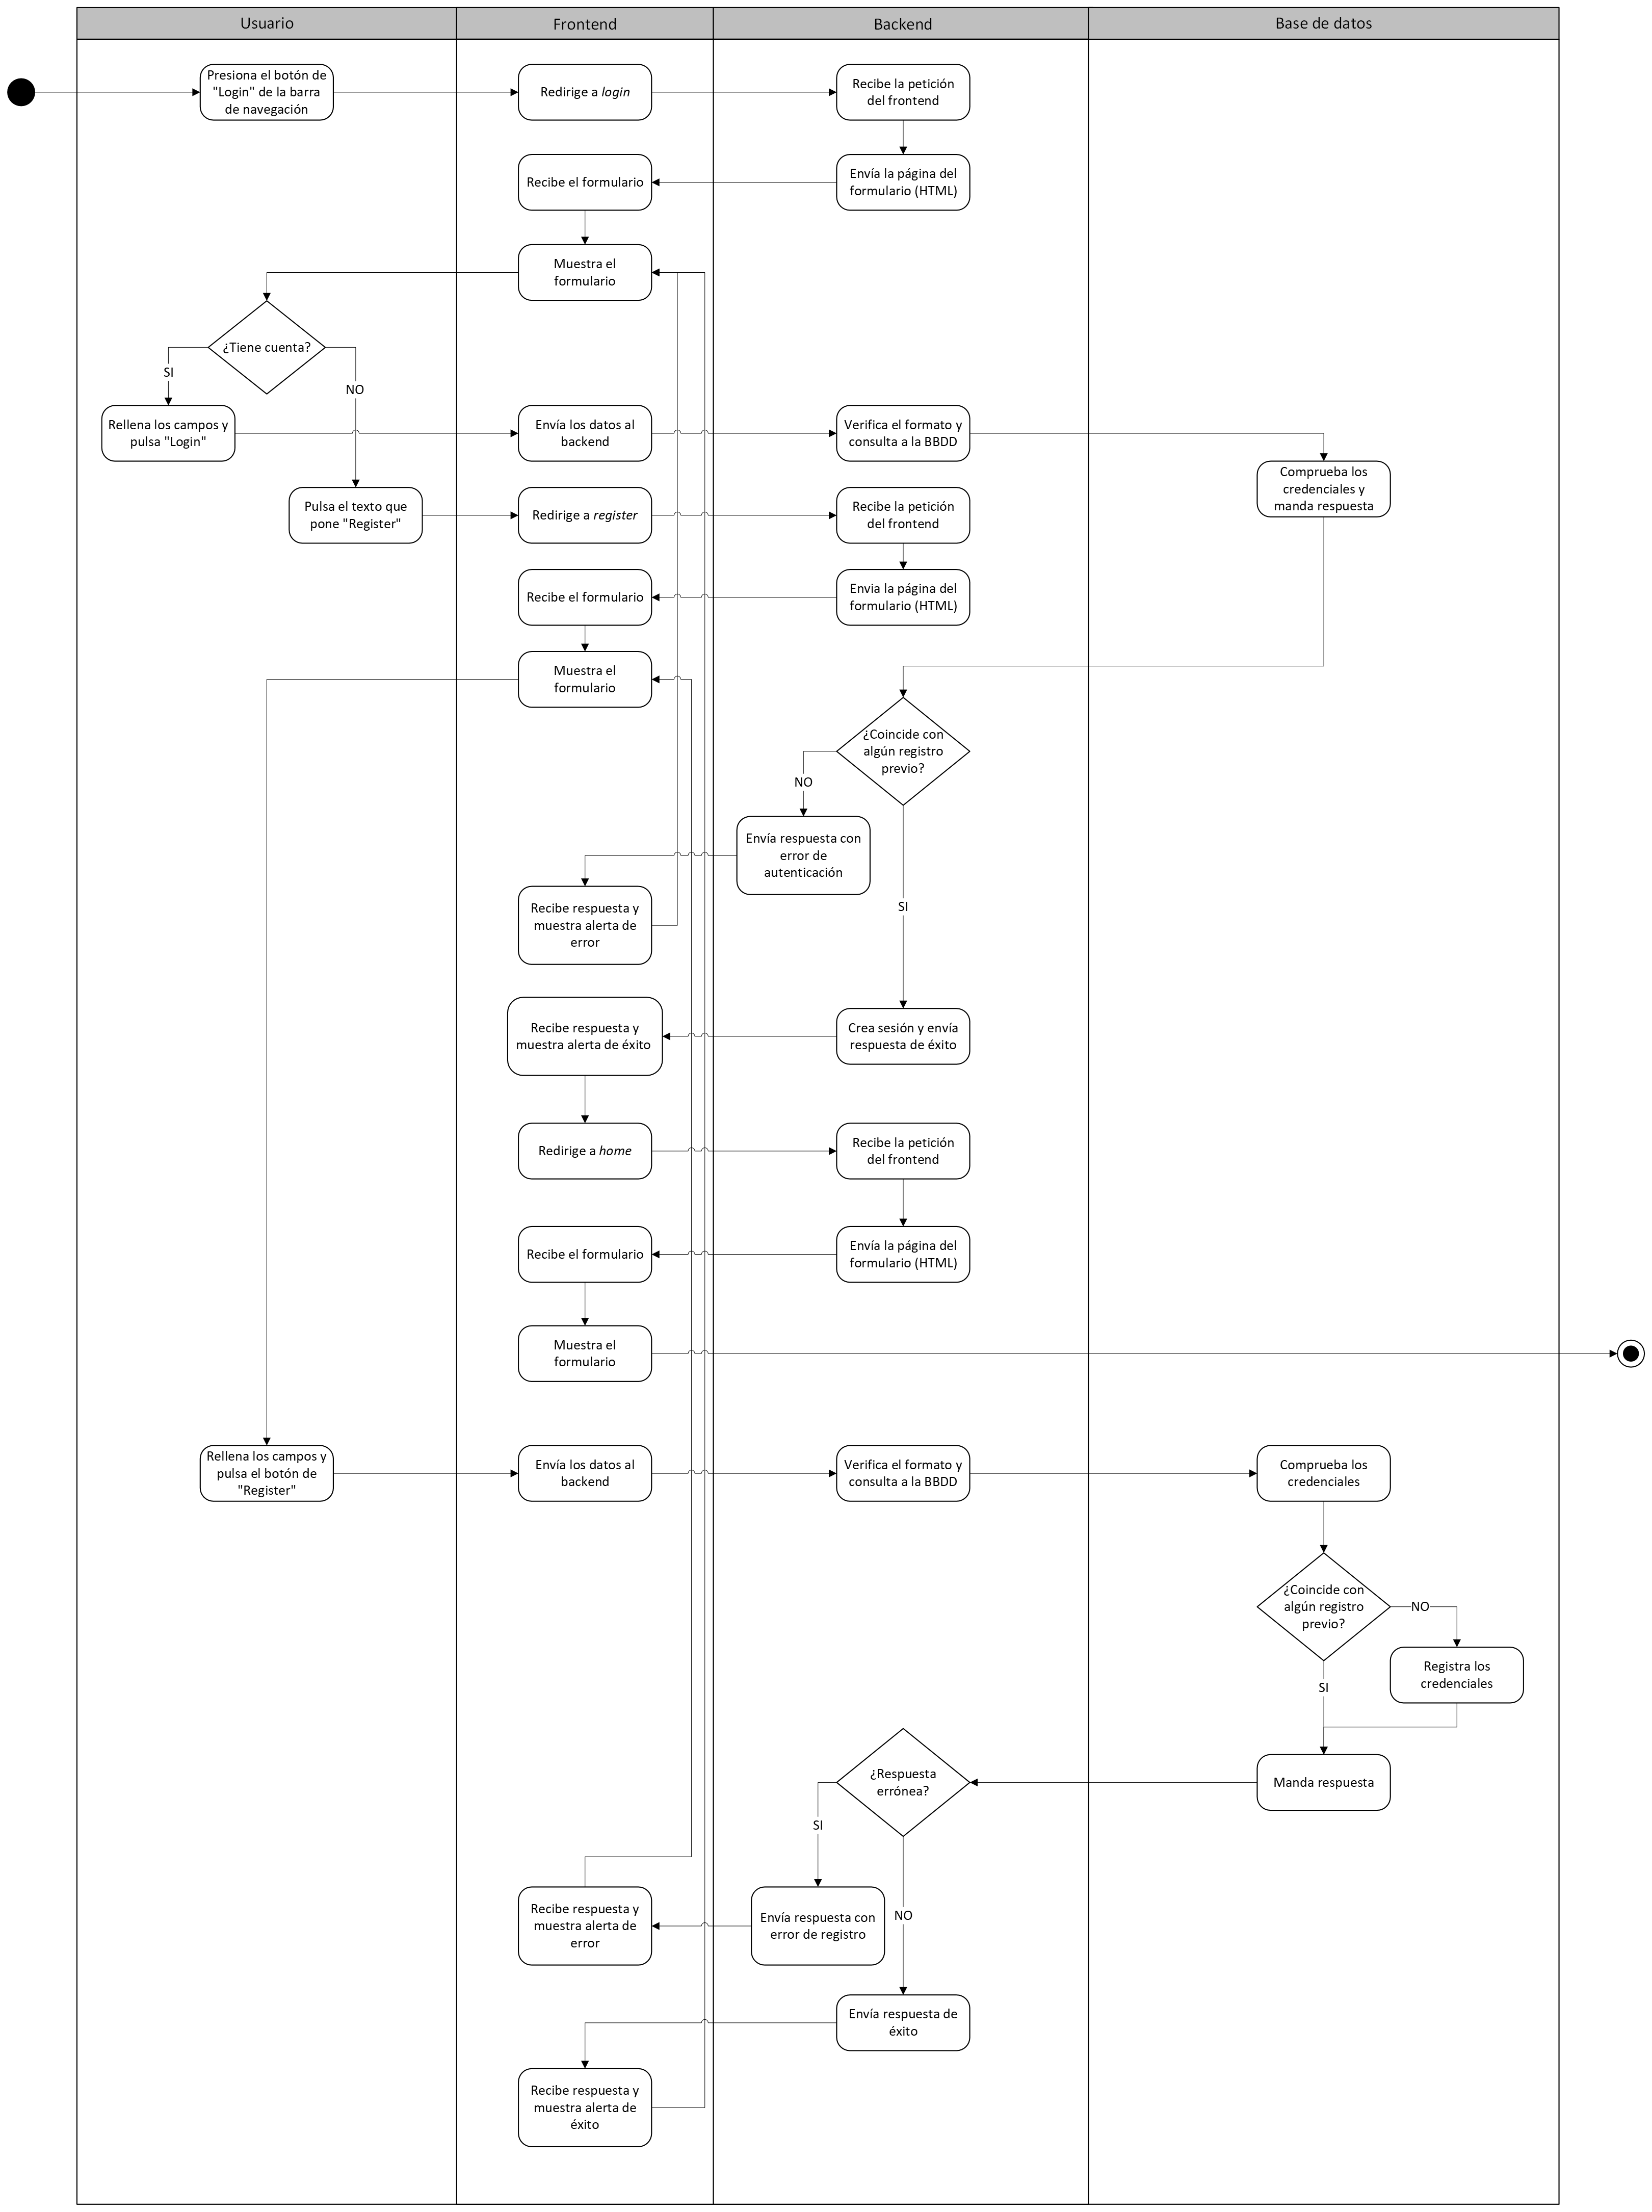 Usuario
Frontend
Backend
Base de datos
Presiona el botón de
"Login" de la barra
de navegación
Redirige a login
Recibe la petición
del frontend
Recibe el formulario
Envía la página del
formulario (HTML)
Muestra el
formulario
¿Tiene cuenta?
SI
NO
Rellena los campos y
pulsa "Login"
Envía los datos al
backend
Verifica el formato y
consulta a la BBDD
Comprueba los
credenciales y
manda respuesta
Pulsa el texto que
pone "Register"
Redirige a register
Recibe la petición
del frontend
Recibe el formulario
Envia la página del
formulario (HTML)
Muestra el
formulario
¿Coincide con
algún registro
previo?
NO
Envía respuesta con
error de
autenticación
SI
Recibe respuesta y
muestra alerta de
error
Recibe respuesta y
muestra alerta de éxito
Crea sesión y envía
respuesta de éxito
Redirige a home
Recibe la petición
del frontend
Recibe el formulario
Envía la página del
formulario (HTML)
Muestra el
formulario
Rellena los campos y
pulsa el botón de
"Register"
Envía los datos al
backend
Verifica el formato y
consulta a la BBDD
Comprueba los
credenciales
¿Coincide con
algún registro
previo?
NO
Registra los
credenciales
SI
¿Respuesta
errónea?
Manda respuesta
SI
NO
Recibe respuesta y
muestra alerta de
error
Envía respuesta con
error de registro
Envía respuesta de
éxito
Recibe respuesta y
muestra alerta de
éxito